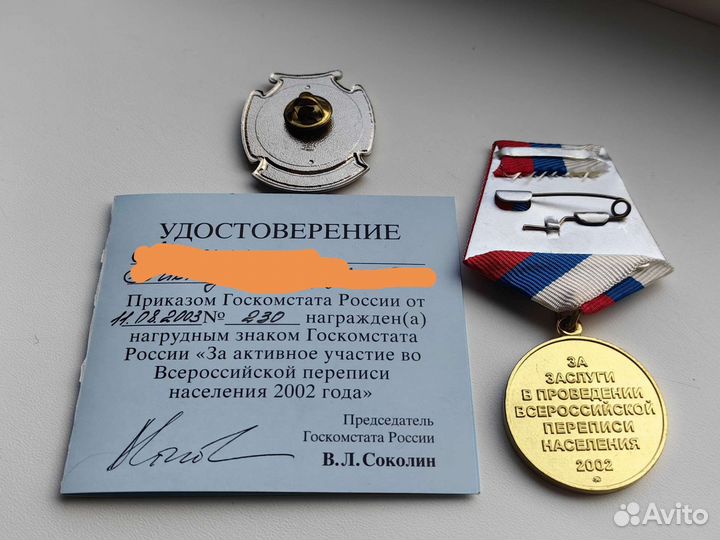 УДОСТОВЕРЕНИЕ
Приказом Госкомстата России от
11.08.2003 № 230 награжден(а)
нагрудным знаком Госкомстата
России «За активное участие во
Всероссийской переписи
населения 2002 года»
Председатель
Госкомстата России
В.Л.Соколин
ЗА
ЗАСЛУГИ
В ПРОВЕДЕНИИ
ВСЕРОССИЙСКОЙ
ПЕРЕПИСИ
НАСЕЛЕНИЯ
2002
Avito